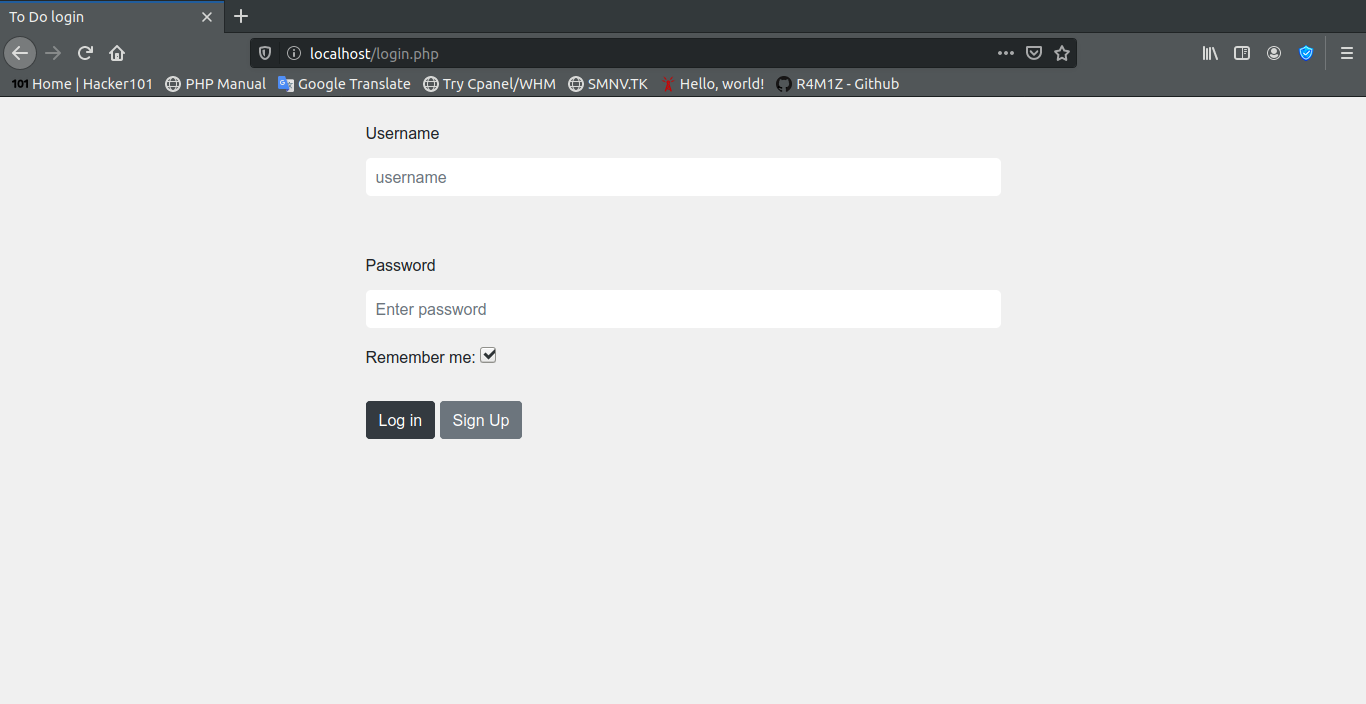 To Do login
localhost/login.php
101 Home | Hacker101 PHP Manual Google Translate Try Cpanel/WHM SMNV.TK Hello, world! R4M1Z - Github
Username
username
Password
Enter password
Remember me:
Log in Sign Up